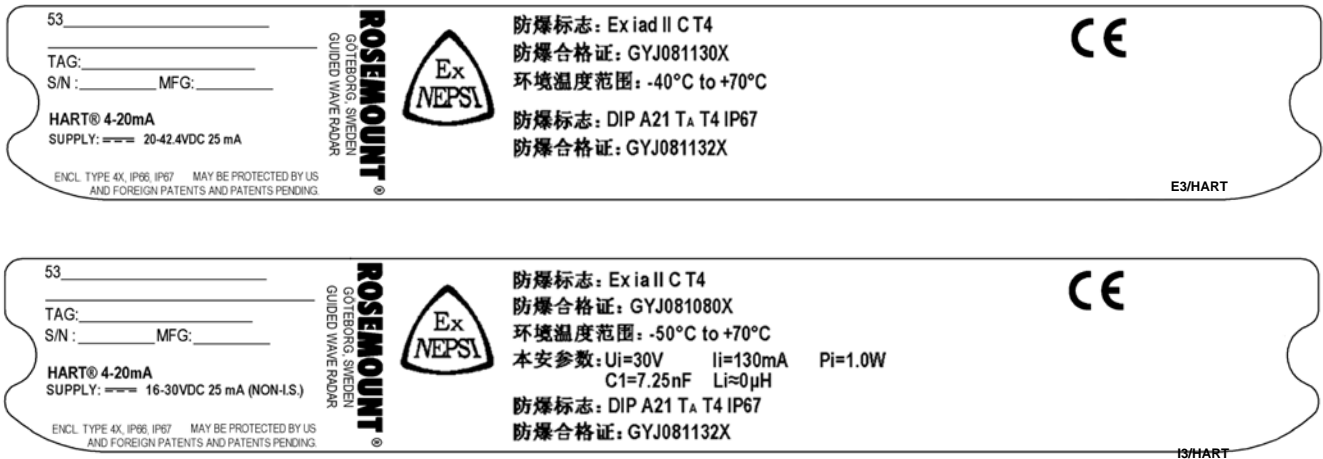 53
TAG:
S/N : MFG:
HART® 4-20mA
SUPPLY: 20-42.4VDC 25 mA
ENCL. TYPE 4X, IP66, IP67 MAY BE PROTECTED BY US
AND FOREIGN PATENTS AND PATENTS PENDING.
ROSEMOUNT®
GÖTEBORG, SWEDEN
GUIDED WAVE RADAR
Ex
NEPSI
防爆标志: Ex iad II C T4
防爆合格证: GYJ081130X
环境温度范围: -40°C to +70°C
防爆标志: DIP A21 TA T4 IP67
防爆合格证: GYJ081132X
CE
E3/HART
53
TAG:
S/N : MFG:
HART® 4-20mA
SUPPLY: 16-30VDC 25 mA (NON-I.S.)
ENCL. TYPE 4X, IP66, IP67 MAY BE PROTECTED BY US
AND FOREIGN PATENTS AND PATENTS PENDING.
ROSEMOUNT®
GÖTEBORG, SWEDEN
GUIDED WAVE RADAR
Ex
NEPSI
防爆标志: Ex ia II C T4
防爆合格证: GYJ081080X
环境温度范围: -50°C to +70°C
本安参数: Ui=30V Ii=130mA Pi=1.0W
C1=7.25nF Li≈0μH
防爆标志: DIP A21 TA T4 IP67
防爆合格证: GYJ081132X
CE
I3/HART